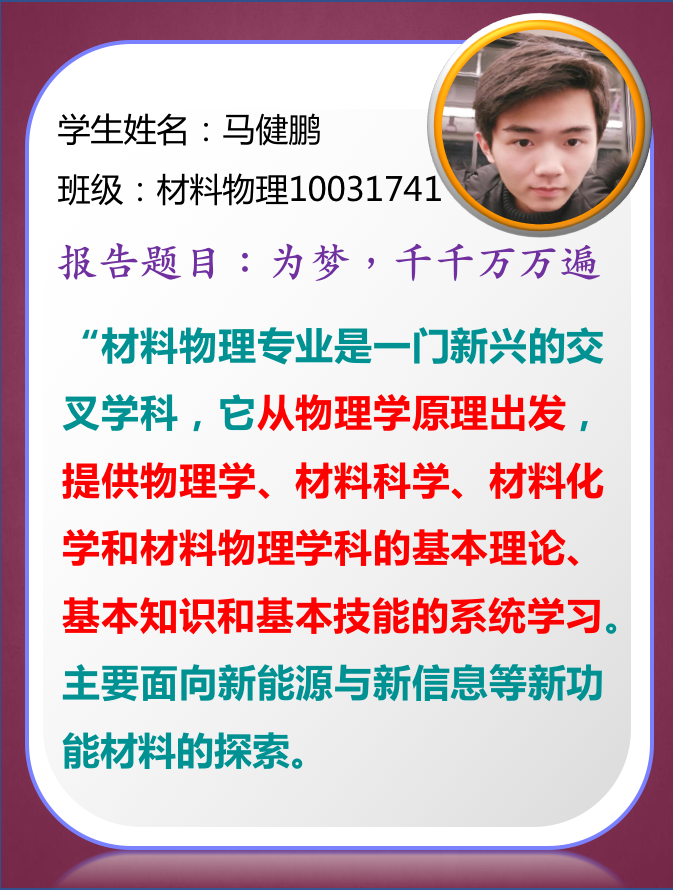 学生姓名：马健鹏
班级：材料物理10031741
报告题目：为梦，千千万万遍
“材料物理专业是一门新兴的交
叉学科，它从物理学原理出发，
提供物理学、材料科学、材料化
学和材料物理学科的基本理论、
基本知识和基本技能的系统学习。
主要面向新能源与新信息等新功
能材料的探索。